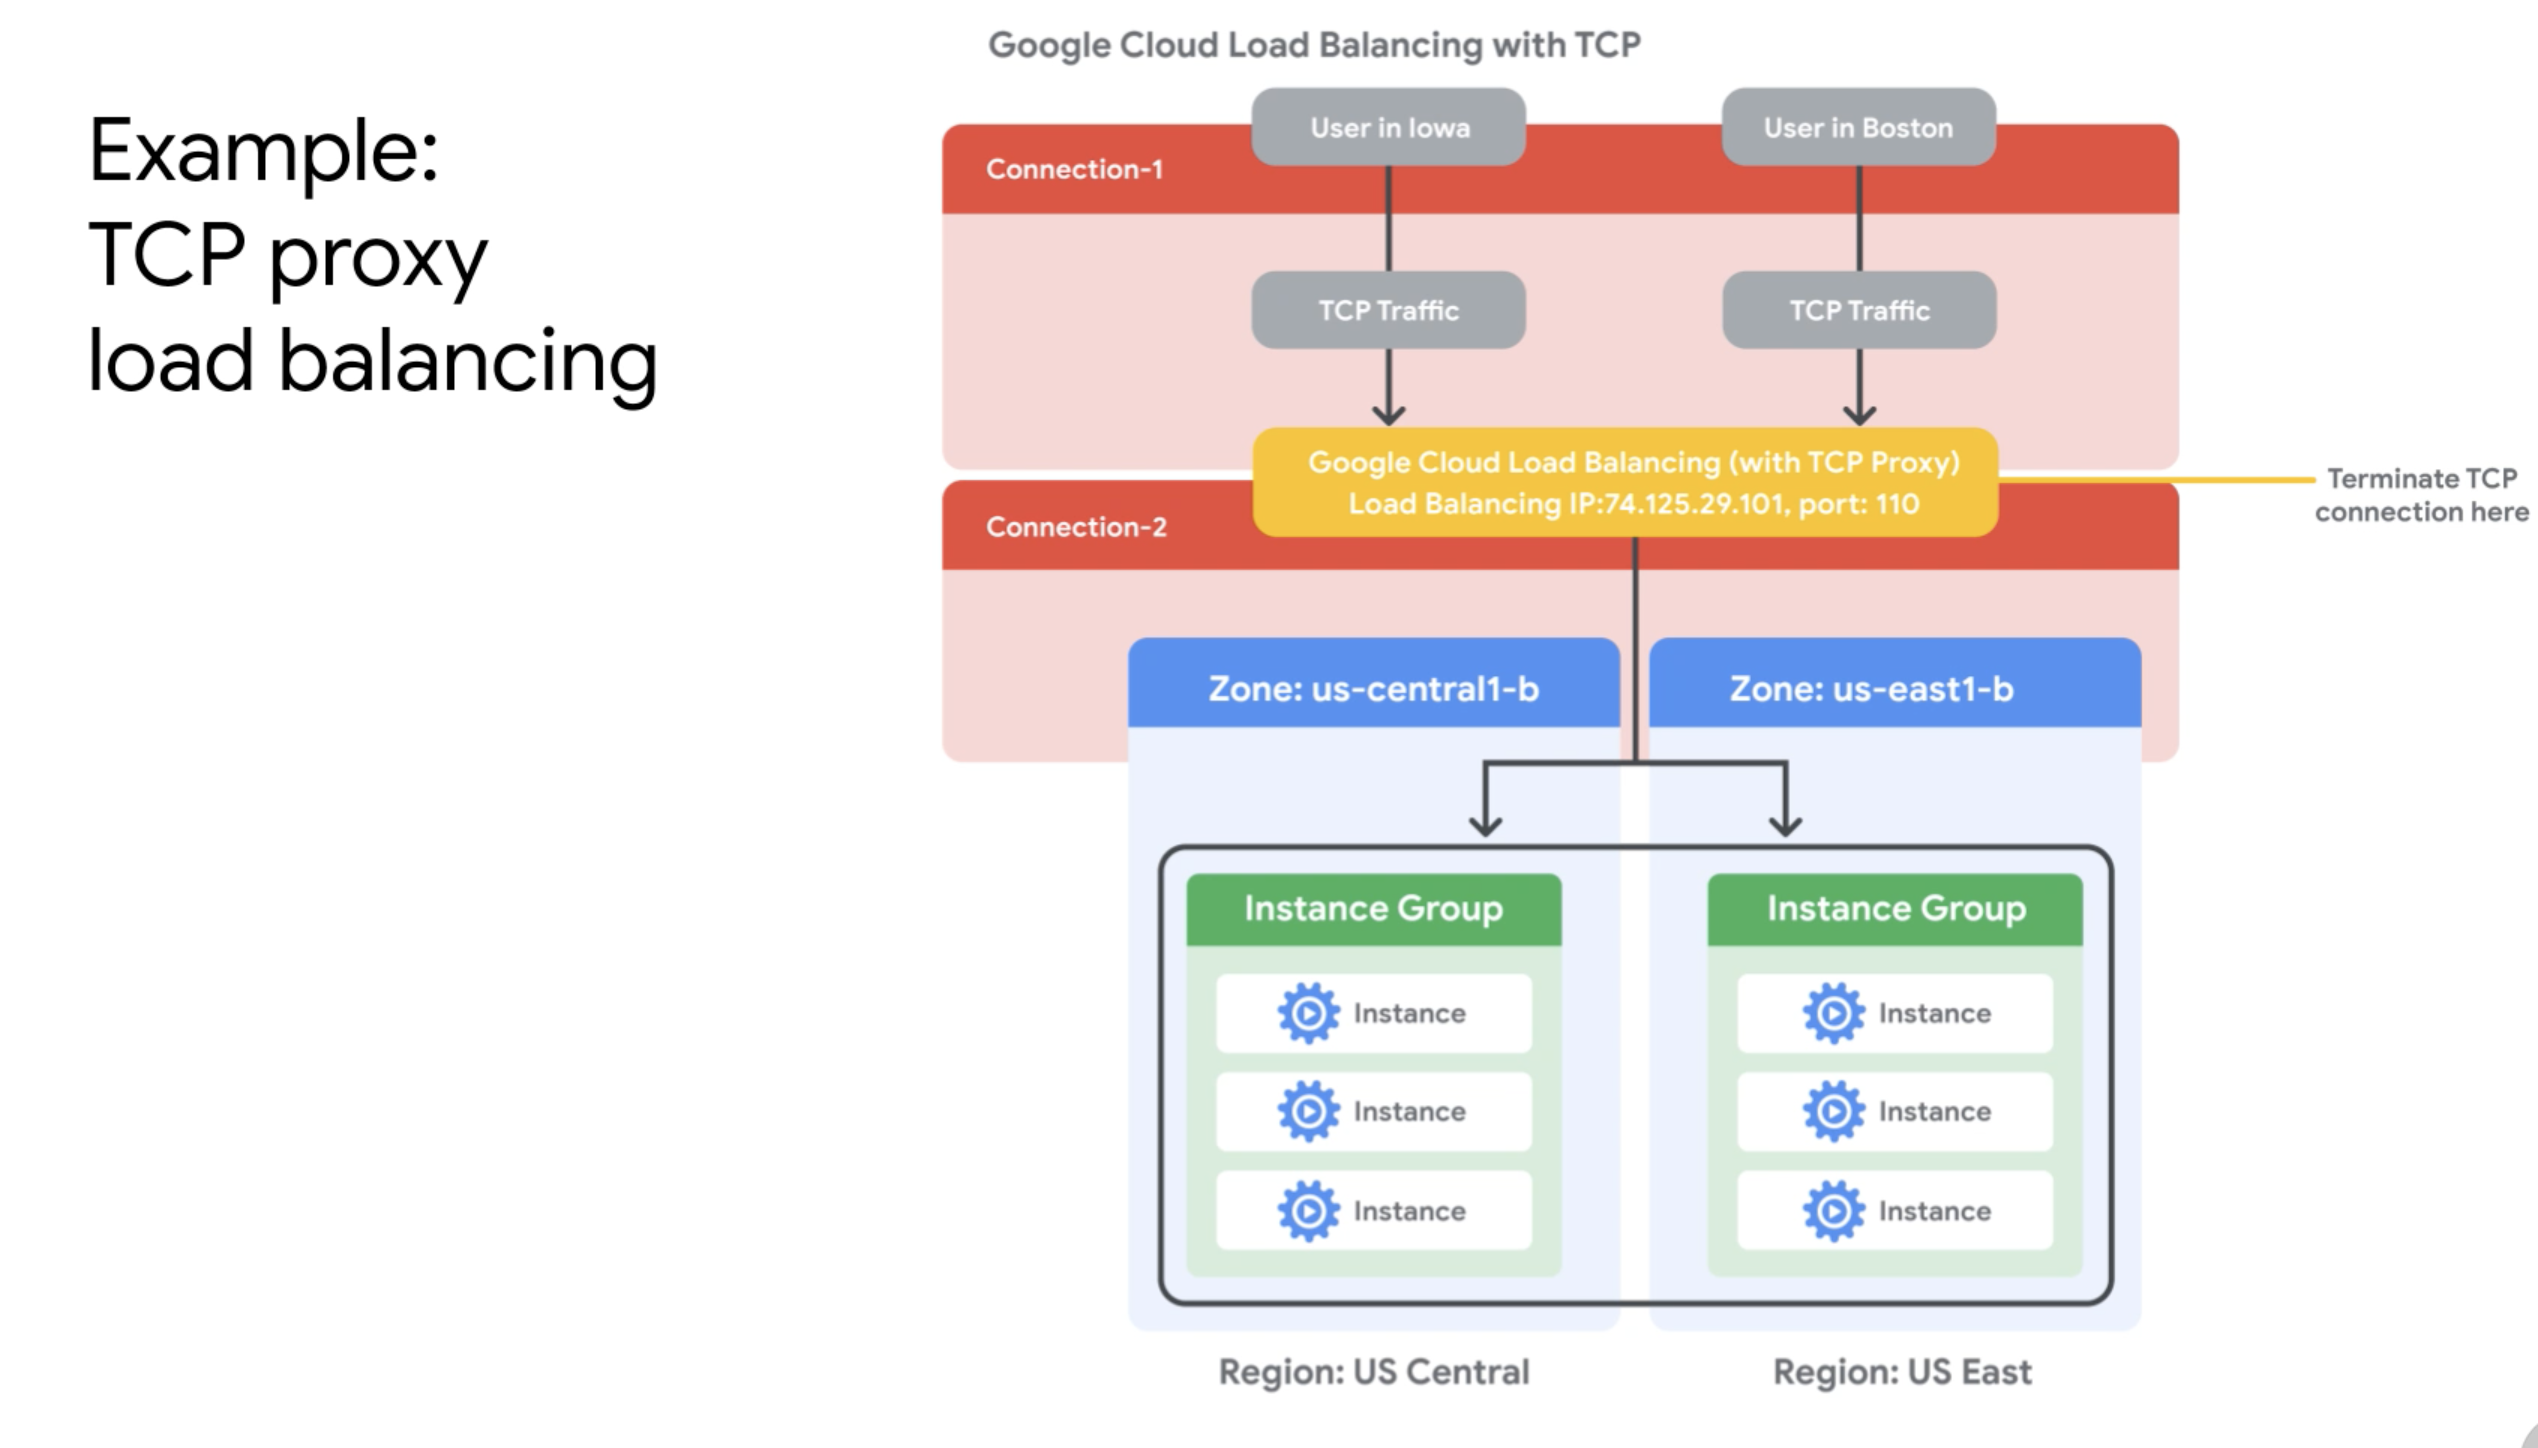 Example:
TCP proxy
load balancing
Google Cloud Load Balancing with TCP
User in Iowa
User in Boston
Connection-1
TCP Traffic
TCP Traffic
Google Cloud Load Balancing (with TCP Proxy)
Load Balancing IP:74.125.29.101, port: 110
Terminate TCP
connection here
Connection-2
Zone: us-central1-b
Zone: us-east1-b
Instance Group
Instance Group
Instance
Instance
Instance
Instance
Instance
Instance
Region: US Central
Region: US East